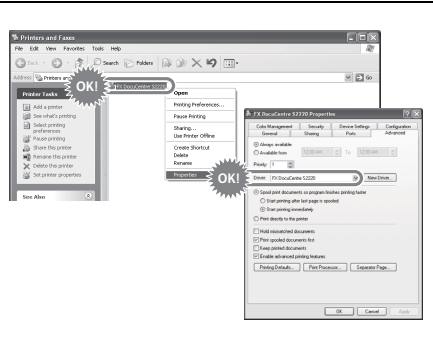 Printers and Faxes
File Edit View Favorites Tools Help
Back Search Folders
Address Printers an Go
Printer Tasks
Add a printer
See what's printing
Select printing
preferences
Pause printing
Share this printer
Rename this printer
Delete this printer
Set printer properties
See Also
OK!
FX DocuCentre S2220
Open
Printing Preferences...
Pause Printing
Sharing...
Use Printer Offline
Create Shortcut
Delete
Rename
Properties
OK!
FX DocuCentre S2220 Properties
Color Management Security Device Settings Configuration
General Sharing Ports Advanced
Always available
Available from 12:00 AM To 12:00 AM
Priority: 1
Driver: FX DocuCentre S2220 New Driver...
Spool print documents so program finishes printing faster
Start printing after last page is spooled
Start printing immediately
Print directly to the printer
Hold mismatched documents
Print spooled documents first
Keep printed documents
Enable advanced printing features
Printing Defaults... Print Processor... Separator Page...
OK Cancel Apply